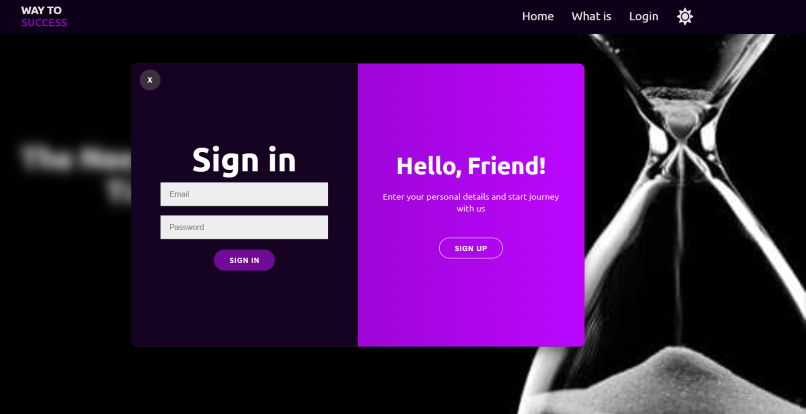 WAY TO
SUCCESS
Home What is Login
X
Sign in
Email
Password
SIGN IN
Hello, Friend!
Enter your personal details and start journey
with us
SIGN UP